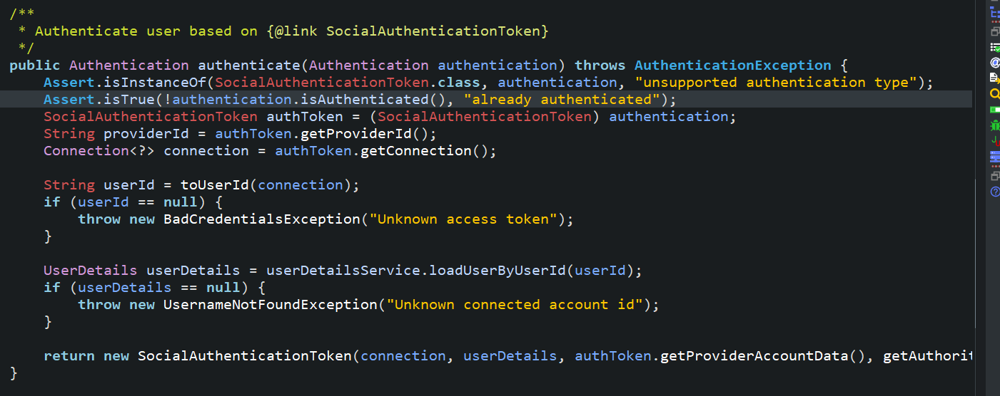 /**
 * Authenticate user based on {@link SocialAuthenticationToken}
 */
public Authentication authenticate(Authentication authentication) throws AuthenticationException {
    Assert.isInstanceOf(SocialAuthenticationToken.class, authentication, "unsupported authentication type");
    Assert.isTrue(!authentication.isAuthenticated(), "already authenticated");
    SocialAuthenticationToken authToken = (SocialAuthenticationToken) authentication;
    String providerId = authToken.getProviderId();
    Connection<?> connection = authToken.getConnection();

    String userId = toUserId(connection);
    if (userId == null) {
        throw new BadCredentialsException("Unknown access token");
    }

    UserDetails userDetails = userDetailsService.loadUserByUserId(userId);
    if (userDetails == null) {
        throw new UsernameNotFoundException("Unknown connected account id");
    }

    return new SocialAuthenticationToken(connection, userDetails, authToken.getProviderAccountData(), getAuthorit
}